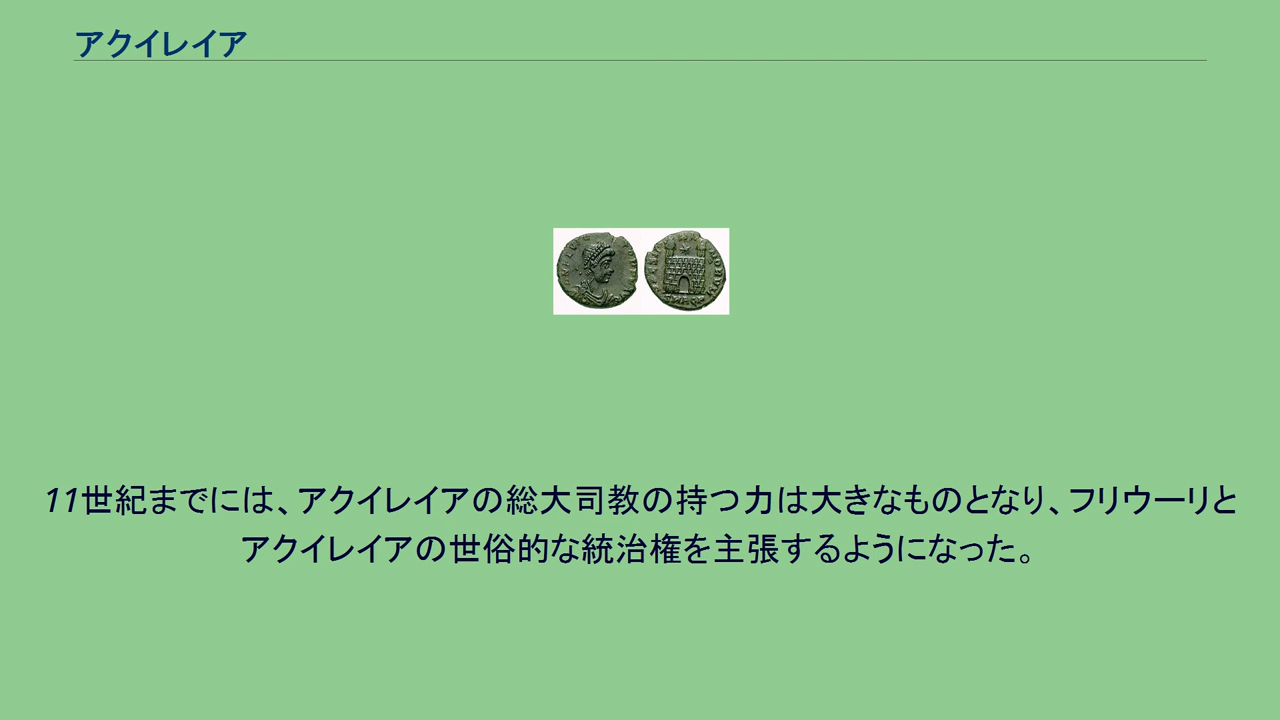 アクイレイア
11世紀までには、アクイレイアの総大司教の持つ力は大きなものとなり、フリウーリと
アクイレイアの世俗的な統治権を主張するようになった。